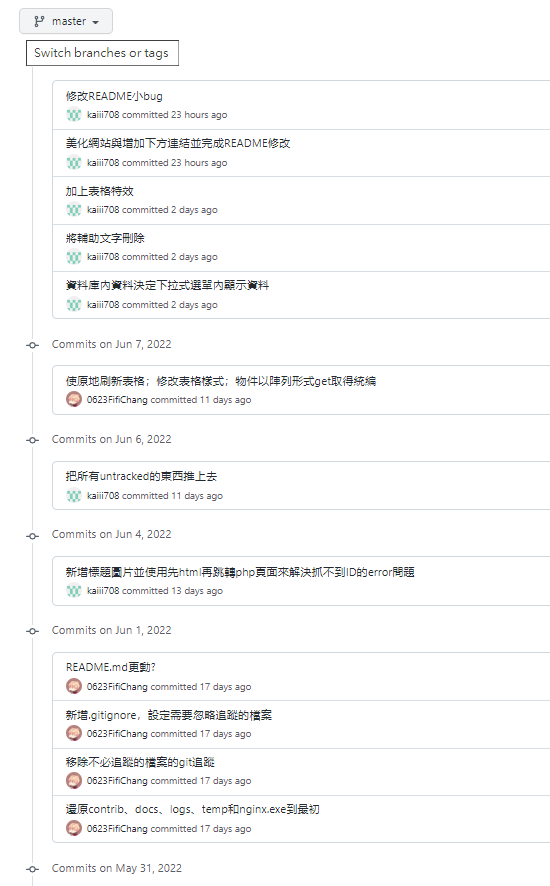 master
Switch branches or tags
修改README小bug
kaiii708 committed 23 hours ago
美化網站與增加下方連結並完成README修改
kaiii708 committed 23 hours ago
加上表格特效
kaiii708 committed 2 days ago
將輔助文字刪除
kaiii708 committed 2 days ago
資料庫內資料決定下拉式選單內顯示資料
kaiii708 committed 2 days ago
Commits on Jun 7, 2022
使原地刷新表格；修改表格樣式；物件以陣列形式get取得統編
0623FifiChang committed 11 days ago
Commits on Jun 6, 2022
把所有untracked的東西推上去
kaiii708 committed 11 days ago
Commits on Jun 4, 2022
新增標題圖片並使用先html再跳轉php頁面來解決抓不到ID的error問題
kaiii708 committed 13 days ago
Commits on Jun 1, 2022
README.md更動?
0623FifiChang committed 17 days ago
新增.gitignore，設定需要忽略追蹤的檔案
0623FifiChang committed 17 days ago
移除不必追蹤的檔案的git追蹤
0623FifiChang committed 17 days ago
還原contrib、docs、logs、temp和nginx.exe到最初
0623FifiChang committed 17 days ago
Commits on May 31, 2022